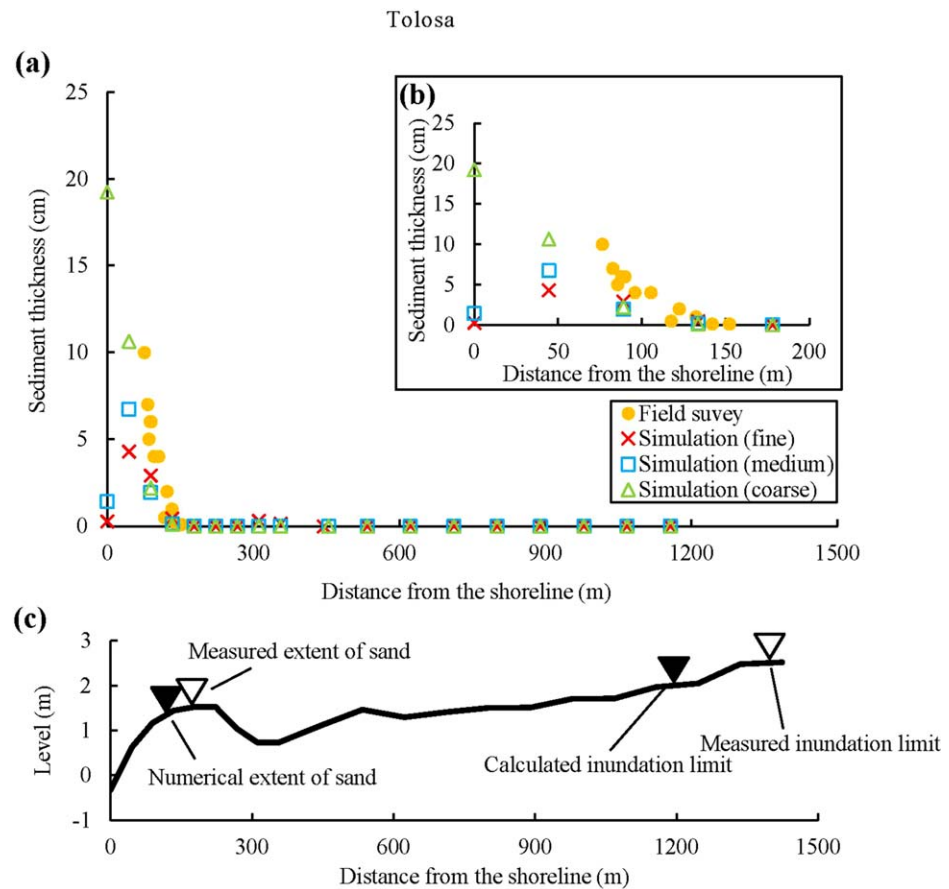 Tolosa
(a)
25
20
15
10
5
0
Sediment thickness (cm)
0 300 600 900 1200 1500
Distance from the shoreline (m)
(b)
25
20
15
10
5
0
Sediment thickness (cm)
0 50 100 150 200
Distance from the shoreline (m)
Field suvey
Simulation (fine)
Simulation (medium)
Simulation (coarse)
(c)
3
2
1
0
-1
Level (m)
Measured extent of sand
Numerical extent of sand
Calculated inundation limit
Measured inundation limit
0 300 600 900 1200 1500
Distance from the shoreline (m)